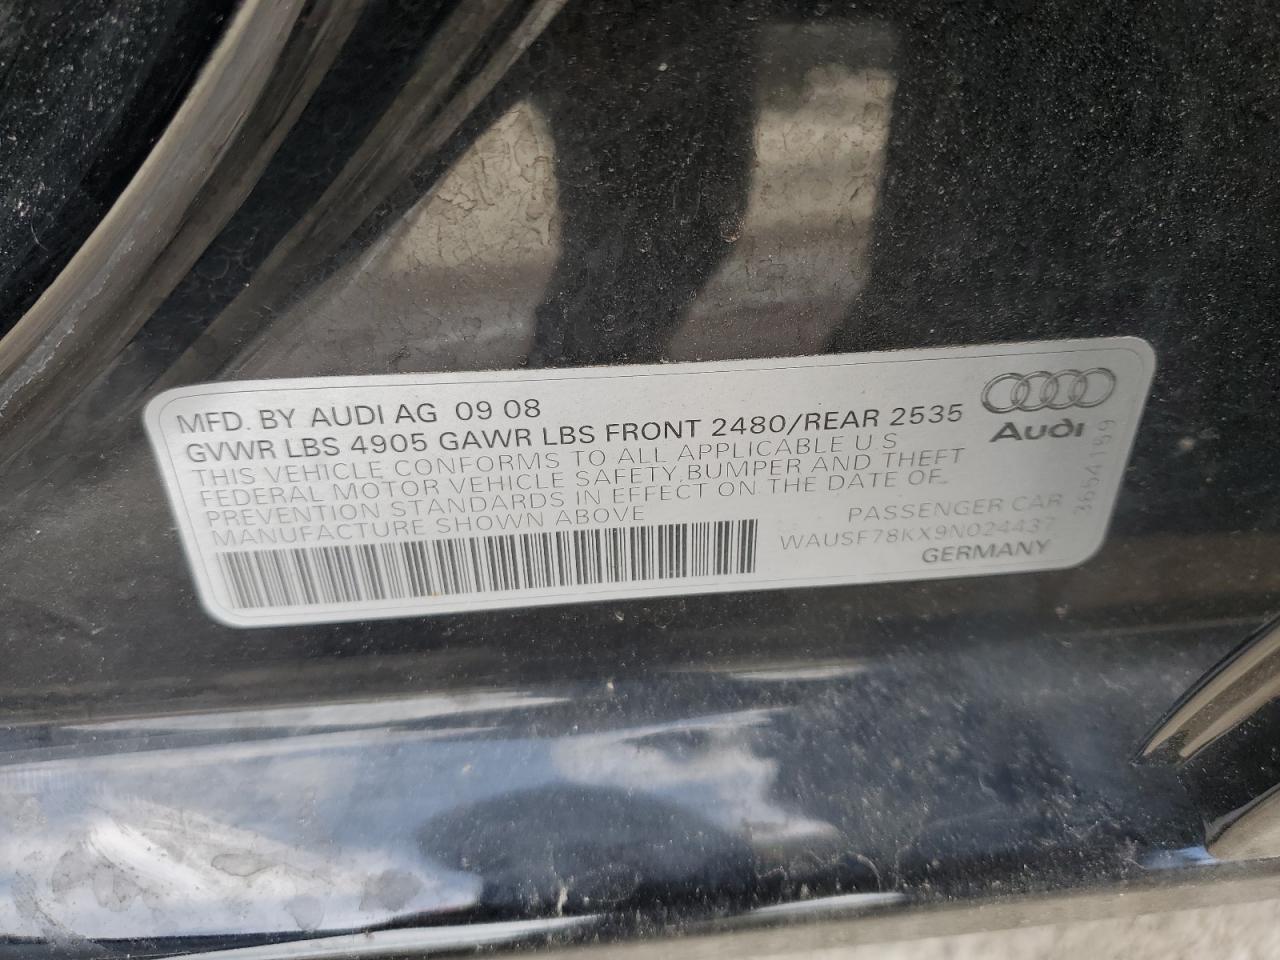 MFD. BY AUDI AG 09 08
GVWR LBS 4905 GAWR LBS FRONT 2480/REAR 2535
THIS VEHICLE CONFORMS TO ALL APPLICABLE U S
FEDERAL MOTOR VEHICLE SAFETY, BUMPER AND THEFT
PREVENTION STANDARDS IN EFFECT ON THE DATE OF
MANUFACTURE SHOWN ABOVE
PASSENGER CAR
WAUSF78KX9N024437
GERMANY
Audi
3654159